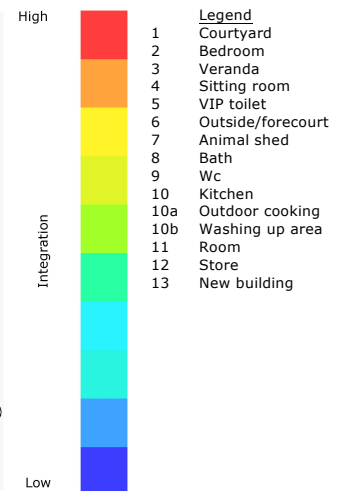 High
Legend
1 Courtyard
2 Bedroom
3 Veranda
4 Sitting room
5 VIP toilet
6 Outside/forecourt
7 Animal shed
8 Bath
9 Wc
10 Kitchen
10a Outdoor cooking
10b Washing up area
11 Room
12 Store
13 New building
Integration
)
Low